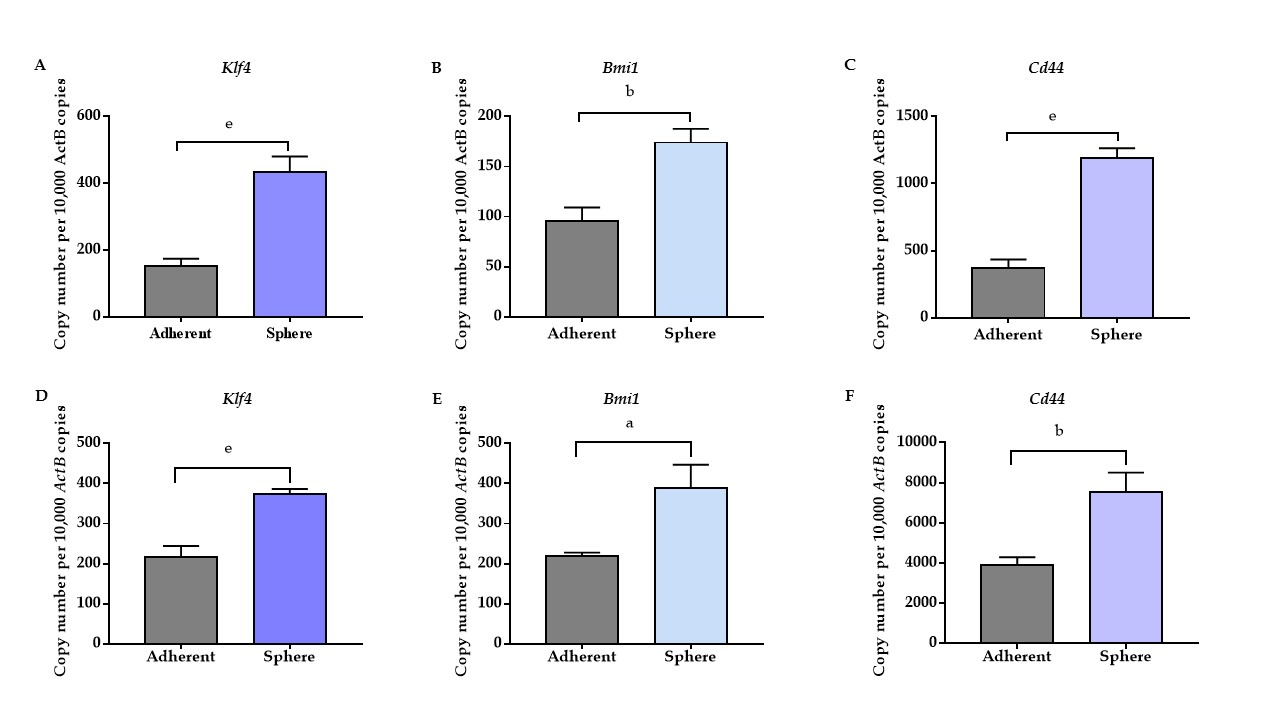 A
Klf4
Copy number per 10,000 ActB copies
600
400
200
0
e
Adherent
Sphere
B
Bmi1
Copy number per 10,000 ActB copies
200
150
100
50
0
b
Adherent
Sphere
C
Cd44
Copy number per 10,000 ActB copies
1500
1000
500
0
e
Adherent
Sphere
D
Klf4
Copy number per 10,000 ActB copies
500
400
300
200
100
0
e
Adherent
Sphere
E
Bmi1
Copy number per 10,000 ActB copies
500
400
300
200
100
0
a
Adherent
Sphere
F
Cd44
Copy number per 10,000 ActB copies
10000
8000
6000
4000
2000
0
b
Adherent
Sphere